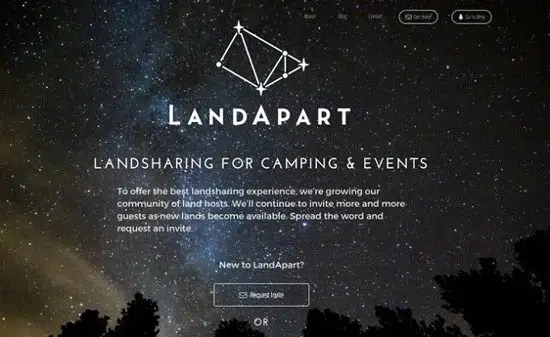 About Blog Contact Get Invite Go to Beta
LANDAPART
LANDSHARING FOR CAMPING & EVENTS
To offer the best landsharing experience, we're growing our
community of land hosts. We'll continue to invite more and more
guests as new lands become available. Spread the word and
request an invite.
New to LandApart?
Request Invite
OR